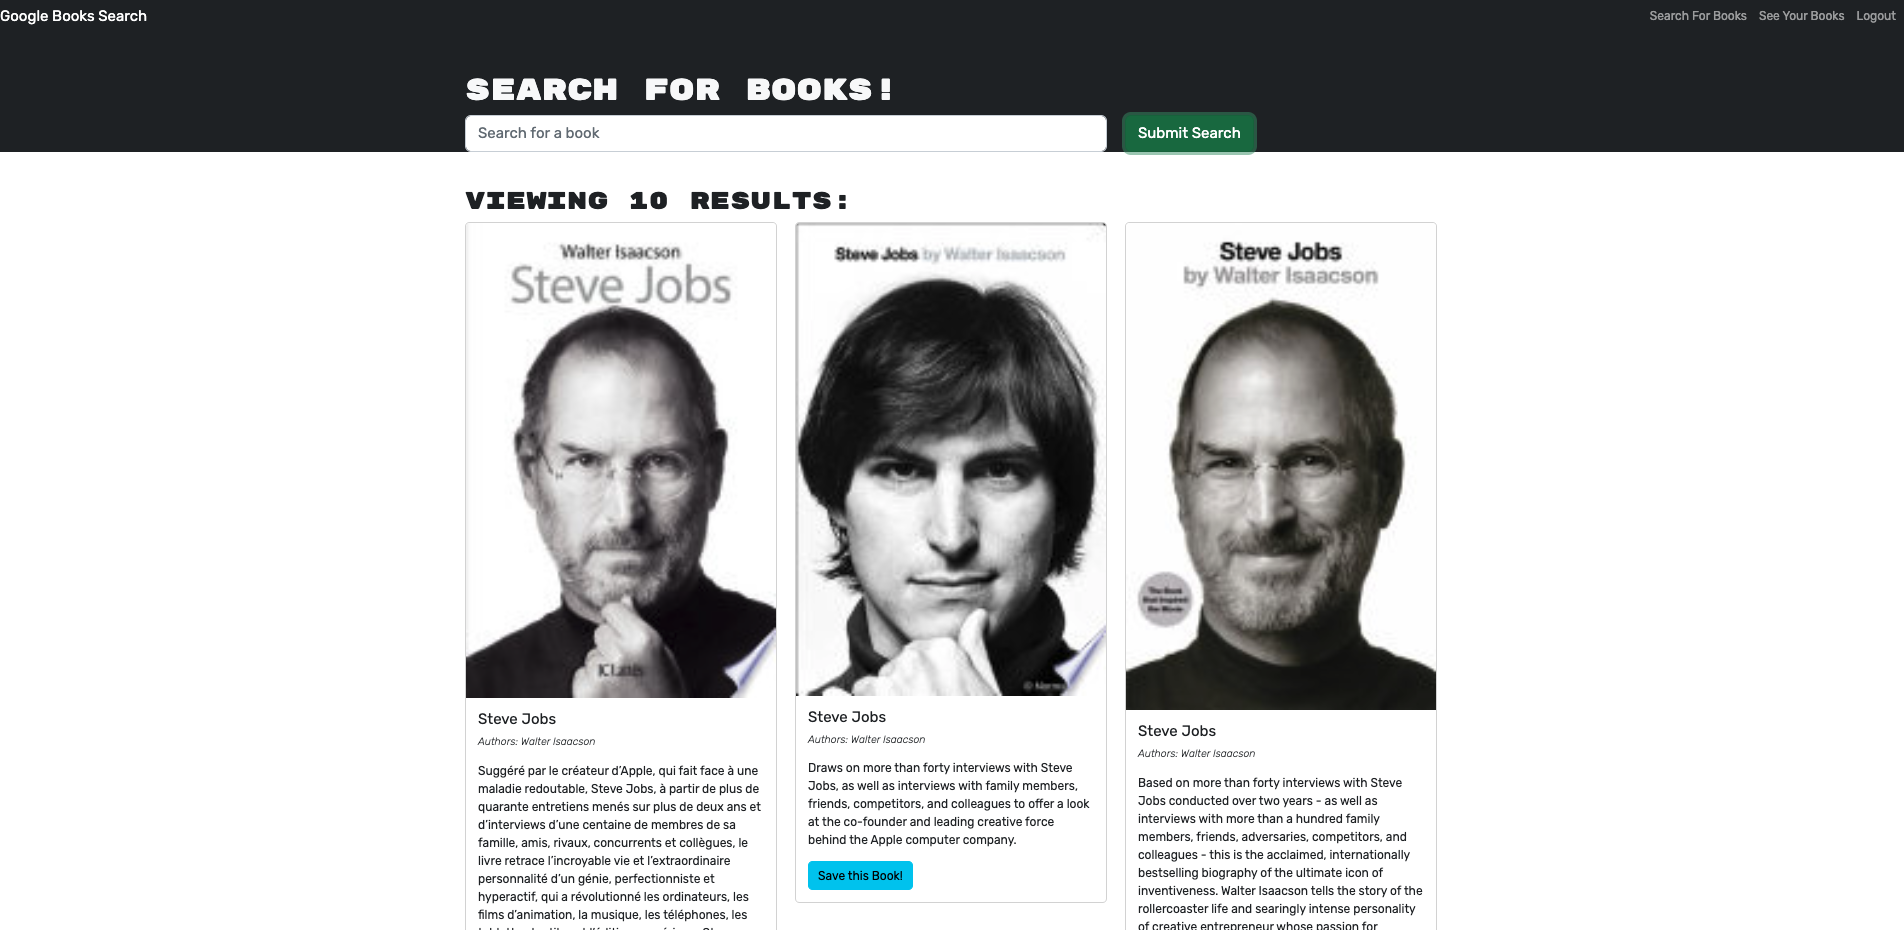 Google Books Search
Search For Books See Your Books Logout
SEARCH FOR BOOKS!
Search for a book
Submit Search
VIEWING 10 RESULTS:
Walter Isaacson
Steve Jobs
Steve Jobs
Authors: Walter Isaacson
Suggéré par le créateur d’Apple, qui fait face à une
maladie redoutable, Steve Jobs, à partir de plus de
quarante entretiens menés sur plus de deux ans et
d’interviews d’une centaine de membres de sa
famille, amis, rivaux, concurrents et collègues, le
livre retrace l’incroyable vie et l’extraordinaire
personnalité d’un génie, perfectionniste et
hyperactif, qui a révolutionné les ordinateurs, les
films d’animation, la musique, les téléphones, les
Steve Jobs by Walter Isaacson
Steve Jobs
Authors: Walter Isaacson
Draws on more than forty interviews with Steve
Jobs, as well as interviews with family members,
friends, competitors, and colleagues to offer a look
at the co-founder and leading creative force
behind the Apple computer company.
Save this Book!
Steve Jobs
by Walter Isaacson
The Book
that Inspired
the Movie
Steve Jobs
Authors: Walter Isaacson
Based on more than forty interviews with Steve
Jobs conducted over two years - as well as
interviews with more than a hundred family
members, friends, adversaries, competitors, and
colleagues - this is the acclaimed, internationally
bestselling biography of the ultimate icon of
inventiveness. Walter Isaacson tells the story of the
rollercoaster life and searingly intense personality
of creative entrepreneur whose passion for